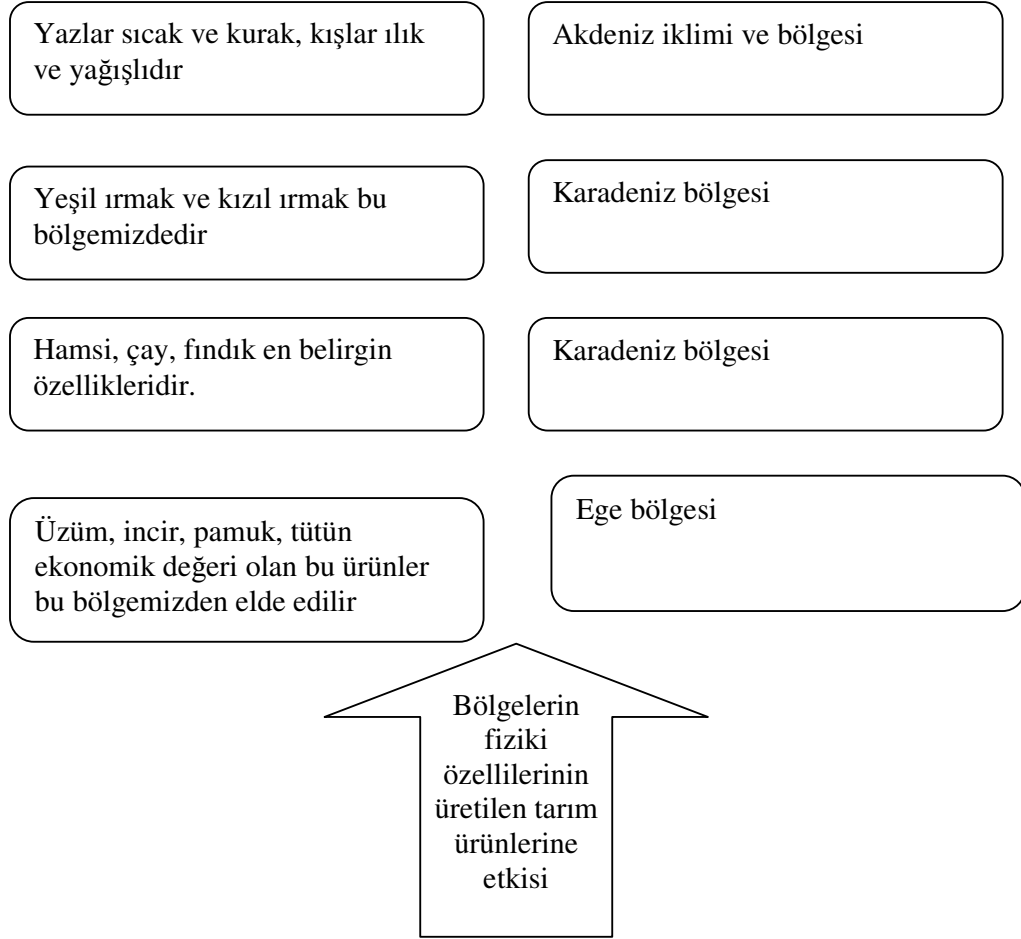 Yazlar sıcak ve kurak, kışlar ılık
ve yağışlıdır
Akdeniz iklimi ve bölgesi
Yeşil ırmak ve kızıl ırmak bu
bölgemizdedir
Karadeniz bölgesi
Hamsi, çay, fındık en belirgin
özellikleridir.
Karadeniz bölgesi
Üzüm, incir, pamuk, tütün
ekonomik değeri olan bu ürünler
bu bölgemizden elde edilir
Ege bölgesi
Bölgelerin
fiziki
özellilerinin
üretilen tarım
ürünlerine
etkisi